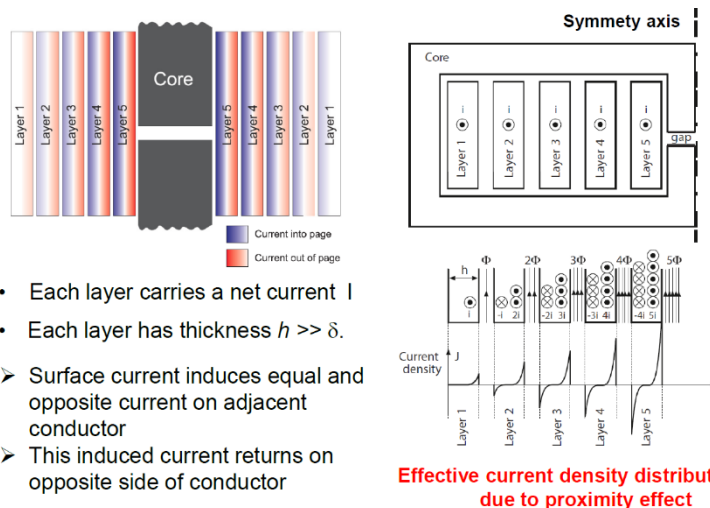 Symmety axis
Core
Layer 1
Layer 2
Layer 3
Layer 4
Layer 5
Core
Layer 5
Layer 4
Layer 3
Layer 2
Layer 1
Current into page
Current out of page
Layer 1
i
Layer 2
i
Layer 3
i
Layer 4
i
Layer 5
i
gap
• Each layer carries a net current I
• Each layer has thickness h >> δ.
➢ Surface current induces equal and
opposite current on adjacent
conductor
➢ This induced current returns on
opposite side of conductor
h
Φ
2Φ
3Φ
4Φ
5Φ
i
-i 2i
-2i 3i
-3i 4i
-4i 5i
Current
density
J
Layer 1
Layer 2
Layer 3
Layer 4
Layer 5
Effective current density distribut
due to proximity effect